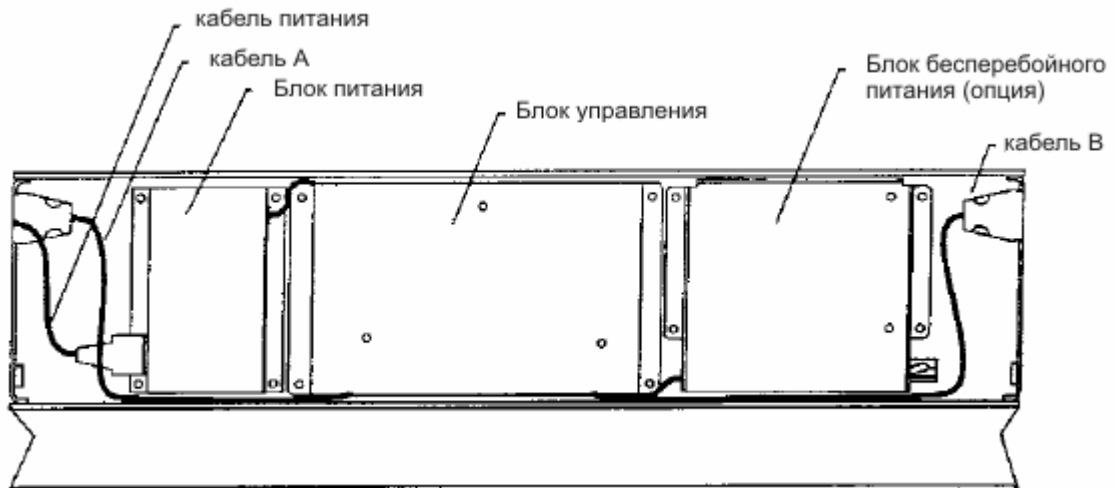 кабель питания
кабель А
Блок питания
Блок управления
Блок бесперебойного
питания (опция)
кабель В